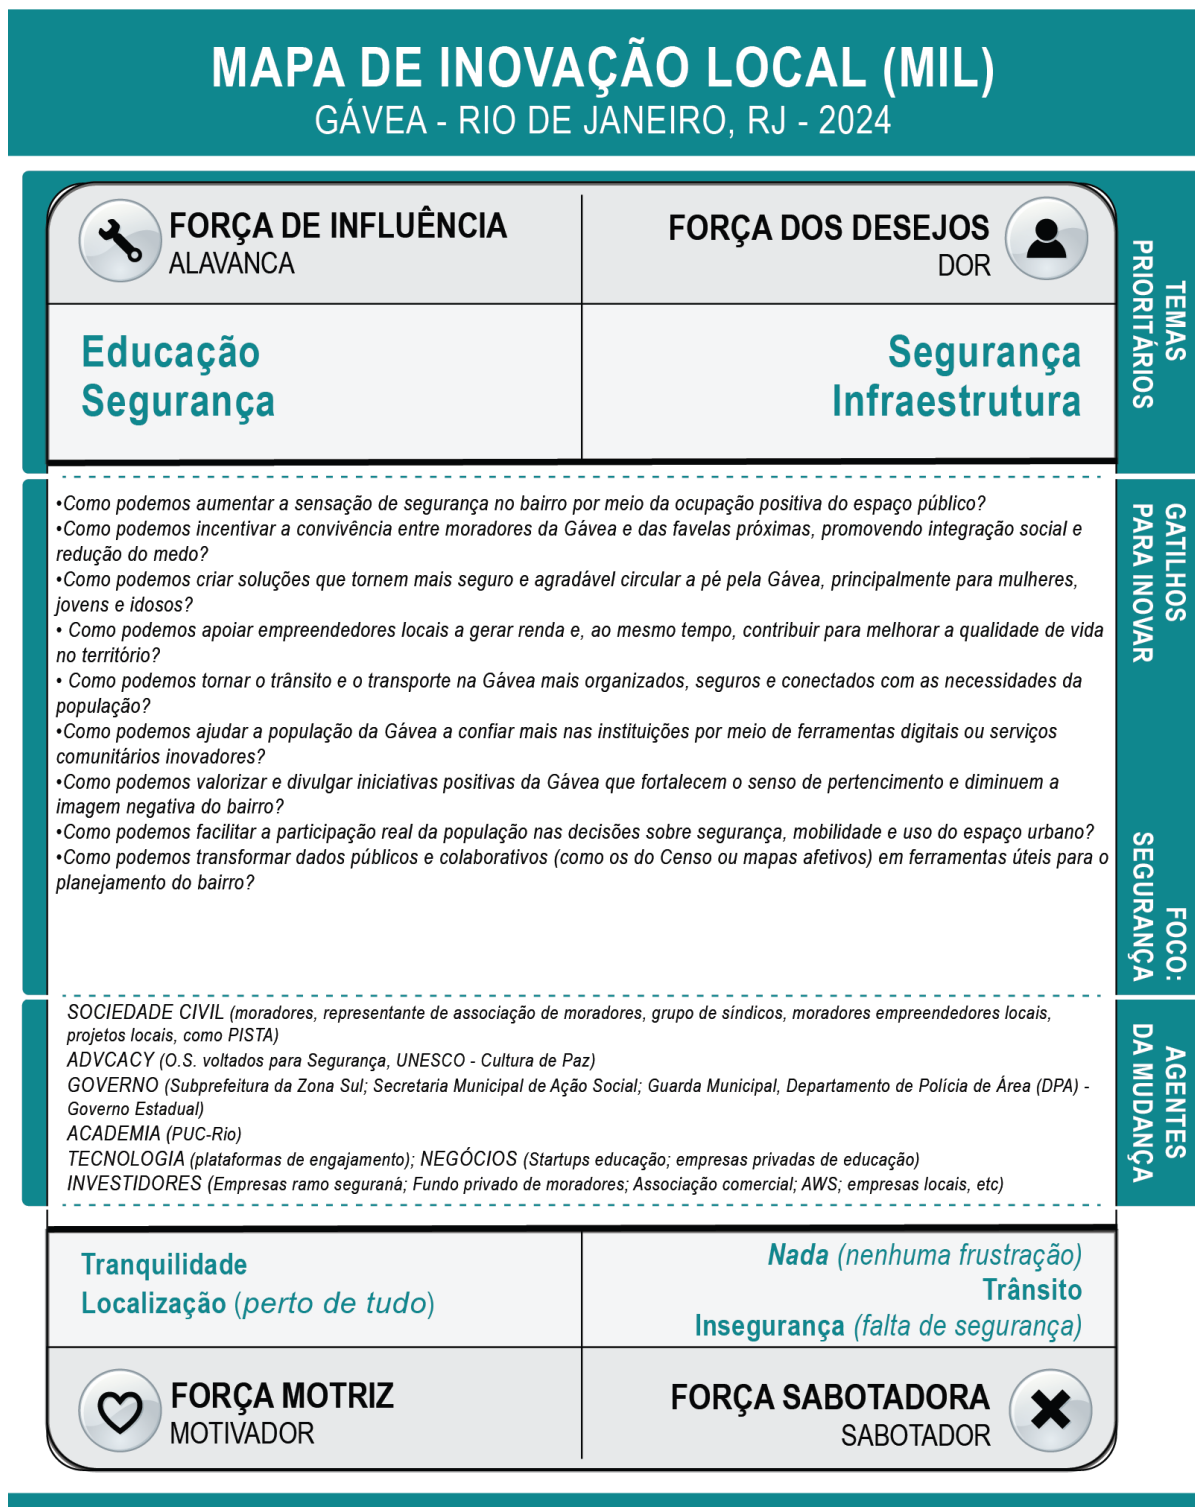 MAPA DE INOVAÇÃO LOCAL (MIL)
GÁVEA - RIO DE JANEIRO, RJ - 2024
FORÇA DE INFLUÊNCIA
ALAVANCA
FORÇA DOS DESEJOS
DOR
TEMAS
PRIORITÁRIOS
Educação
Segurança
Segurança
Infraestrutura
•Como podemos aumentar a sensação de segurança no bairro por meio da ocupação positiva do espaço público?
•Como podemos incentivar a convivência entre moradores da Gávea e das favelas próximas, promovendo integração social e
redução do medo?
•Como podemos criar soluções que tornem mais seguro e agradável circular a pé pela Gávea, principalmente para mulheres,
jovens e idosos?
• Como podemos apoiar empreendedores locais a gerar renda e, ao mesmo tempo, contribuir para melhorar a qualidade de vida
no território?
• Como podemos tornar o trânsito e o transporte na Gávea mais organizados, seguros e conectados com as necessidades da
população?
•Como podemos ajudar a população da Gávea a confiar mais nas instituições por meio de ferramentas digitais ou serviços
comunitários inovadores?
•Como podemos valorizar e divulgar iniciativas positivas da Gávea que fortalecem o senso de pertencimento e diminuem a
imagem negativa do bairro?
•Como podemos facilitar a participação real da população nas decisões sobre segurança, mobilidade e uso do espaço urbano?
•Como podemos transformar dados públicos e colaborativos (como os do Censo ou mapas afetivos) em ferramentas úteis para o
planejamento do bairro?
GATILHOS
PARA INOVAR
FOCO:
SEGURANÇA
SOCIEDADE CIVIL (moradores, representante de associação de moradores, grupo de síndicos, moradores empreendedores locais,
projetos locais, como PISTA)
ADVCACY (O.S. voltados para Segurança, UNESCO - Cultura de Paz)
GOVERNO (Subprefeitura da Zona Sul; Secretaria Municipal de Ação Social; Guarda Municipal, Departamento de Polícia de Área (DPA) -
Governo Estadual)
ACADEMIA (PUC-Rio)
TECNOLOGIA (plataformas de engajamento); NEGÓCIOS (Startups educação; empresas privadas de educação)
INVESTIDORES (Empresas ramo seguraná; Fundo privado de moradores; Associação comercial; AWS; empresas locais, etc)
AGENTES
DA MUDANÇA
Tranquilidade
Localização (perto de tudo)
Nada (nenhuma frustração)
Trânsito
Insegurança (falta de segurança)
FORÇA MOTRIZ
MOTIVADOR
FORÇA SABOTADORA
SABOTADOR